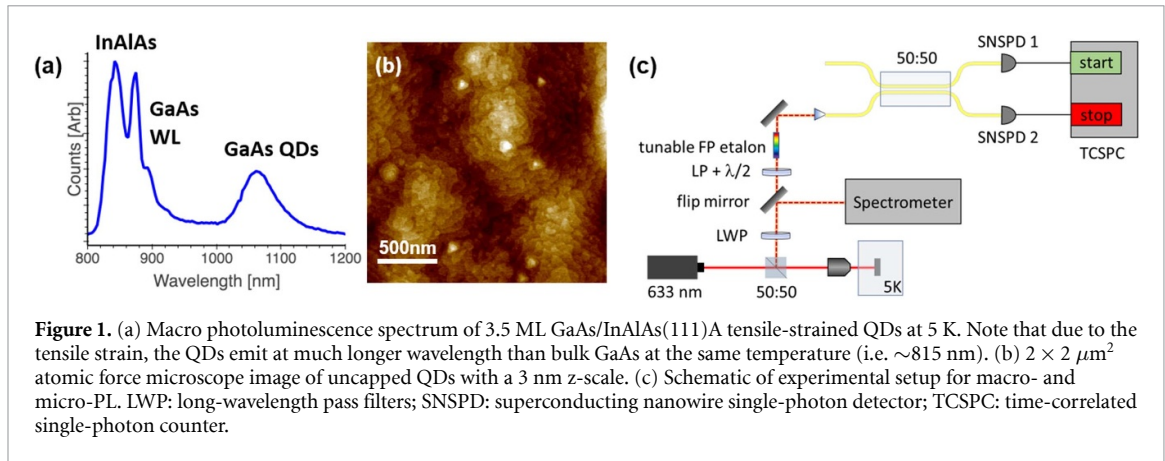 (a)
InAlAs
GaAs
WL
GaAs QDs
Counts [Arb]
800 900 1000 1100 1200
Wavelength [nm]
(b)
500nm
(c)
50:50
SNSPD 1
start
SNSPD 2
stop
TCSPC
tunable FP etalon
LP + λ/2
flip mirror
Spectrometer
LWP
633 nm
50:50
5K
Figure 1. (a) Macro photoluminescence spectrum of 3.5 ML GaAs/InAlAs(111)A tensile-strained QDs at 5 K. Note that due to the
tensile strain, the QDs emit at much longer wavelength than bulk GaAs at the same temperature (i.e. ∼815 nm). (b) 2 × 2 μm²
atomic force microscope image of uncapped QDs with a 3 nm z-scale. (c) Schematic of experimental setup for macro- and
micro-PL. LWP: long-wavelength pass filters; SNSPD: superconducting nanowire single-photon detector; TCSPC: time-correlated
single-photon counter.